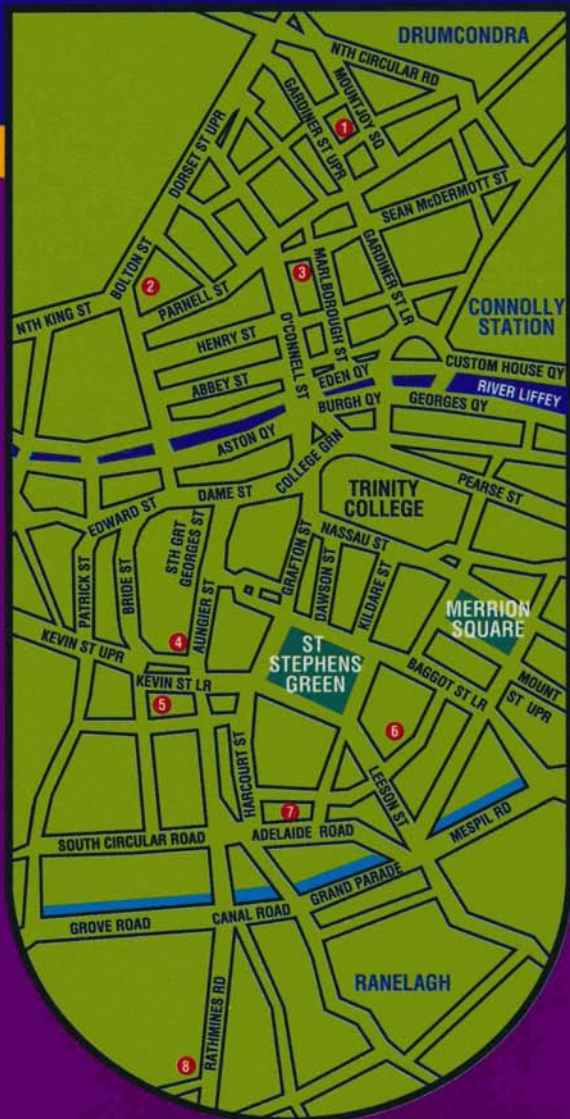 DRUMCONDRA
NTH CIRCULAR RD
MOUNTJOY SQ
GARDINER ST UPR
1
DORSET ST UPR
SEAN McDERMOTT ST
BOLTON ST
2
3
MARLBOROUGH ST
GARDINER ST LR
PARNELL ST
NTH KING ST
CONNOLLY
STATION
HENRY ST
O'CONNELL ST
ABBEY ST
EDEN QY
CUSTOM HOUSE QY
RIVER LIFFEY
BURGH QY
GEORGES QY
ASTON QY
COLLEGE GRN
DAME ST
EDWARD ST
TRINITY
COLLEGE
PEARSE ST
NASSAU ST
STH GRT
GEORGES ST
GRAFTON ST
DAWSON ST
KILDARE ST
PATRICK ST
BRIDE ST
AUNGIER ST
MERRION
SQUARE
KEVIN ST UPR
4
ST
STEPHENS
GREEN
BAGGOT ST LR
MOUNT
ST UPR
KEVIN ST LR
5
6
HARCOURT ST
LEESON ST
7
SOUTH CIRCULAR ROAD
ADELAIDE ROAD
MESPIL RD
GRAND PARADE
CANAL ROAD
GROVE ROAD
RANELAGH
RATHMINES RD
8